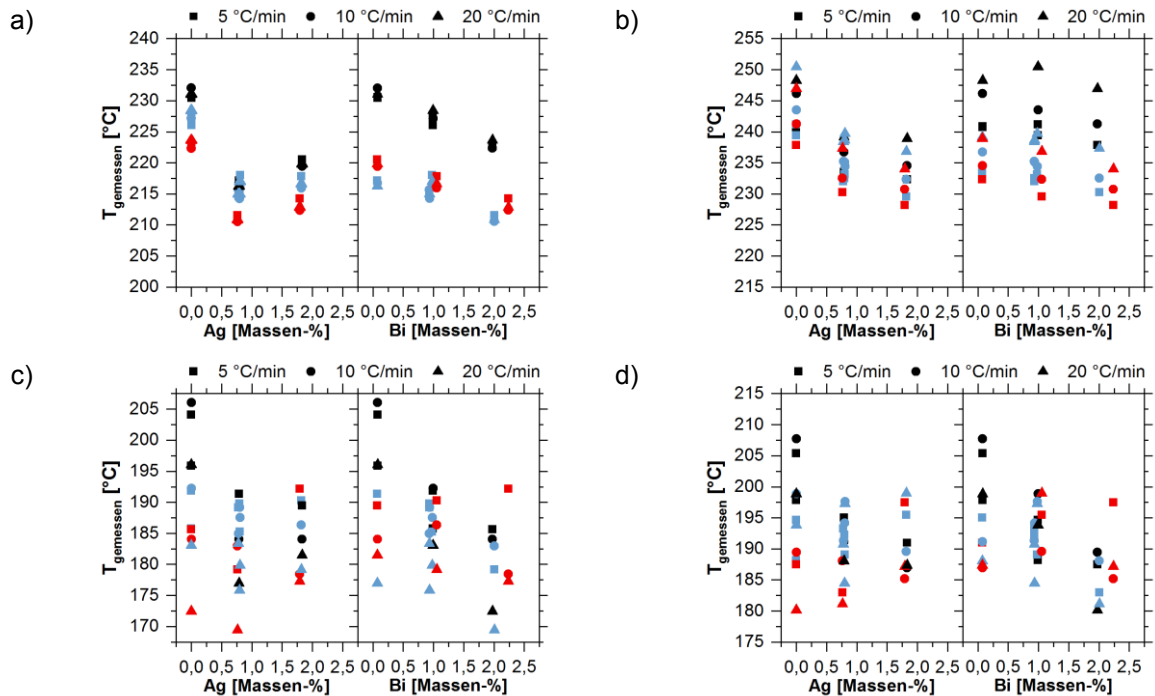 a)
■ 5 °C/min ● 10 °C/min ▲ 20 °C/min
T gemessen [°C]
240
235
230
225
220
215
210
205
200
0,0 0,5 1,0 1,5 2,0 2,5
0,0 0,5 1,0 1,5 2,0 2,5
Ag [Massen-%]
Bi [Massen-%]
b)
■ 5 °C/min ● 10 °C/min ▲ 20 °C/min
T gemessen [°C]
255
250
245
240
235
230
225
220
215
0,0 0,5 1,0 1,5 2,0 2,5
0,0 0,5 1,0 1,5 2,0 2,5
Ag [Massen-%]
Bi [Massen-%]
c)
■ 5 °C/min ● 10 °C/min ▲ 20 °C/min
T gemessen [°C]
205
200
195
190
185
180
175
170
0,0 0,5 1,0 1,5 2,0 2,5
0,0 0,5 1,0 1,5 2,0 2,5
Ag [Massen-%]
Bi [Massen-%]
d)
■ 5 °C/min ● 10 °C/min ▲ 20 °C/min
T gemessen [°C]
215
210
205
200
195
190
185
180
175
0,0 0,5 1,0 1,5 2,0 2,5
0,0 0,5 1,0 1,5 2,0 2,5
Ag [Massen-%]
Bi [Massen-%]